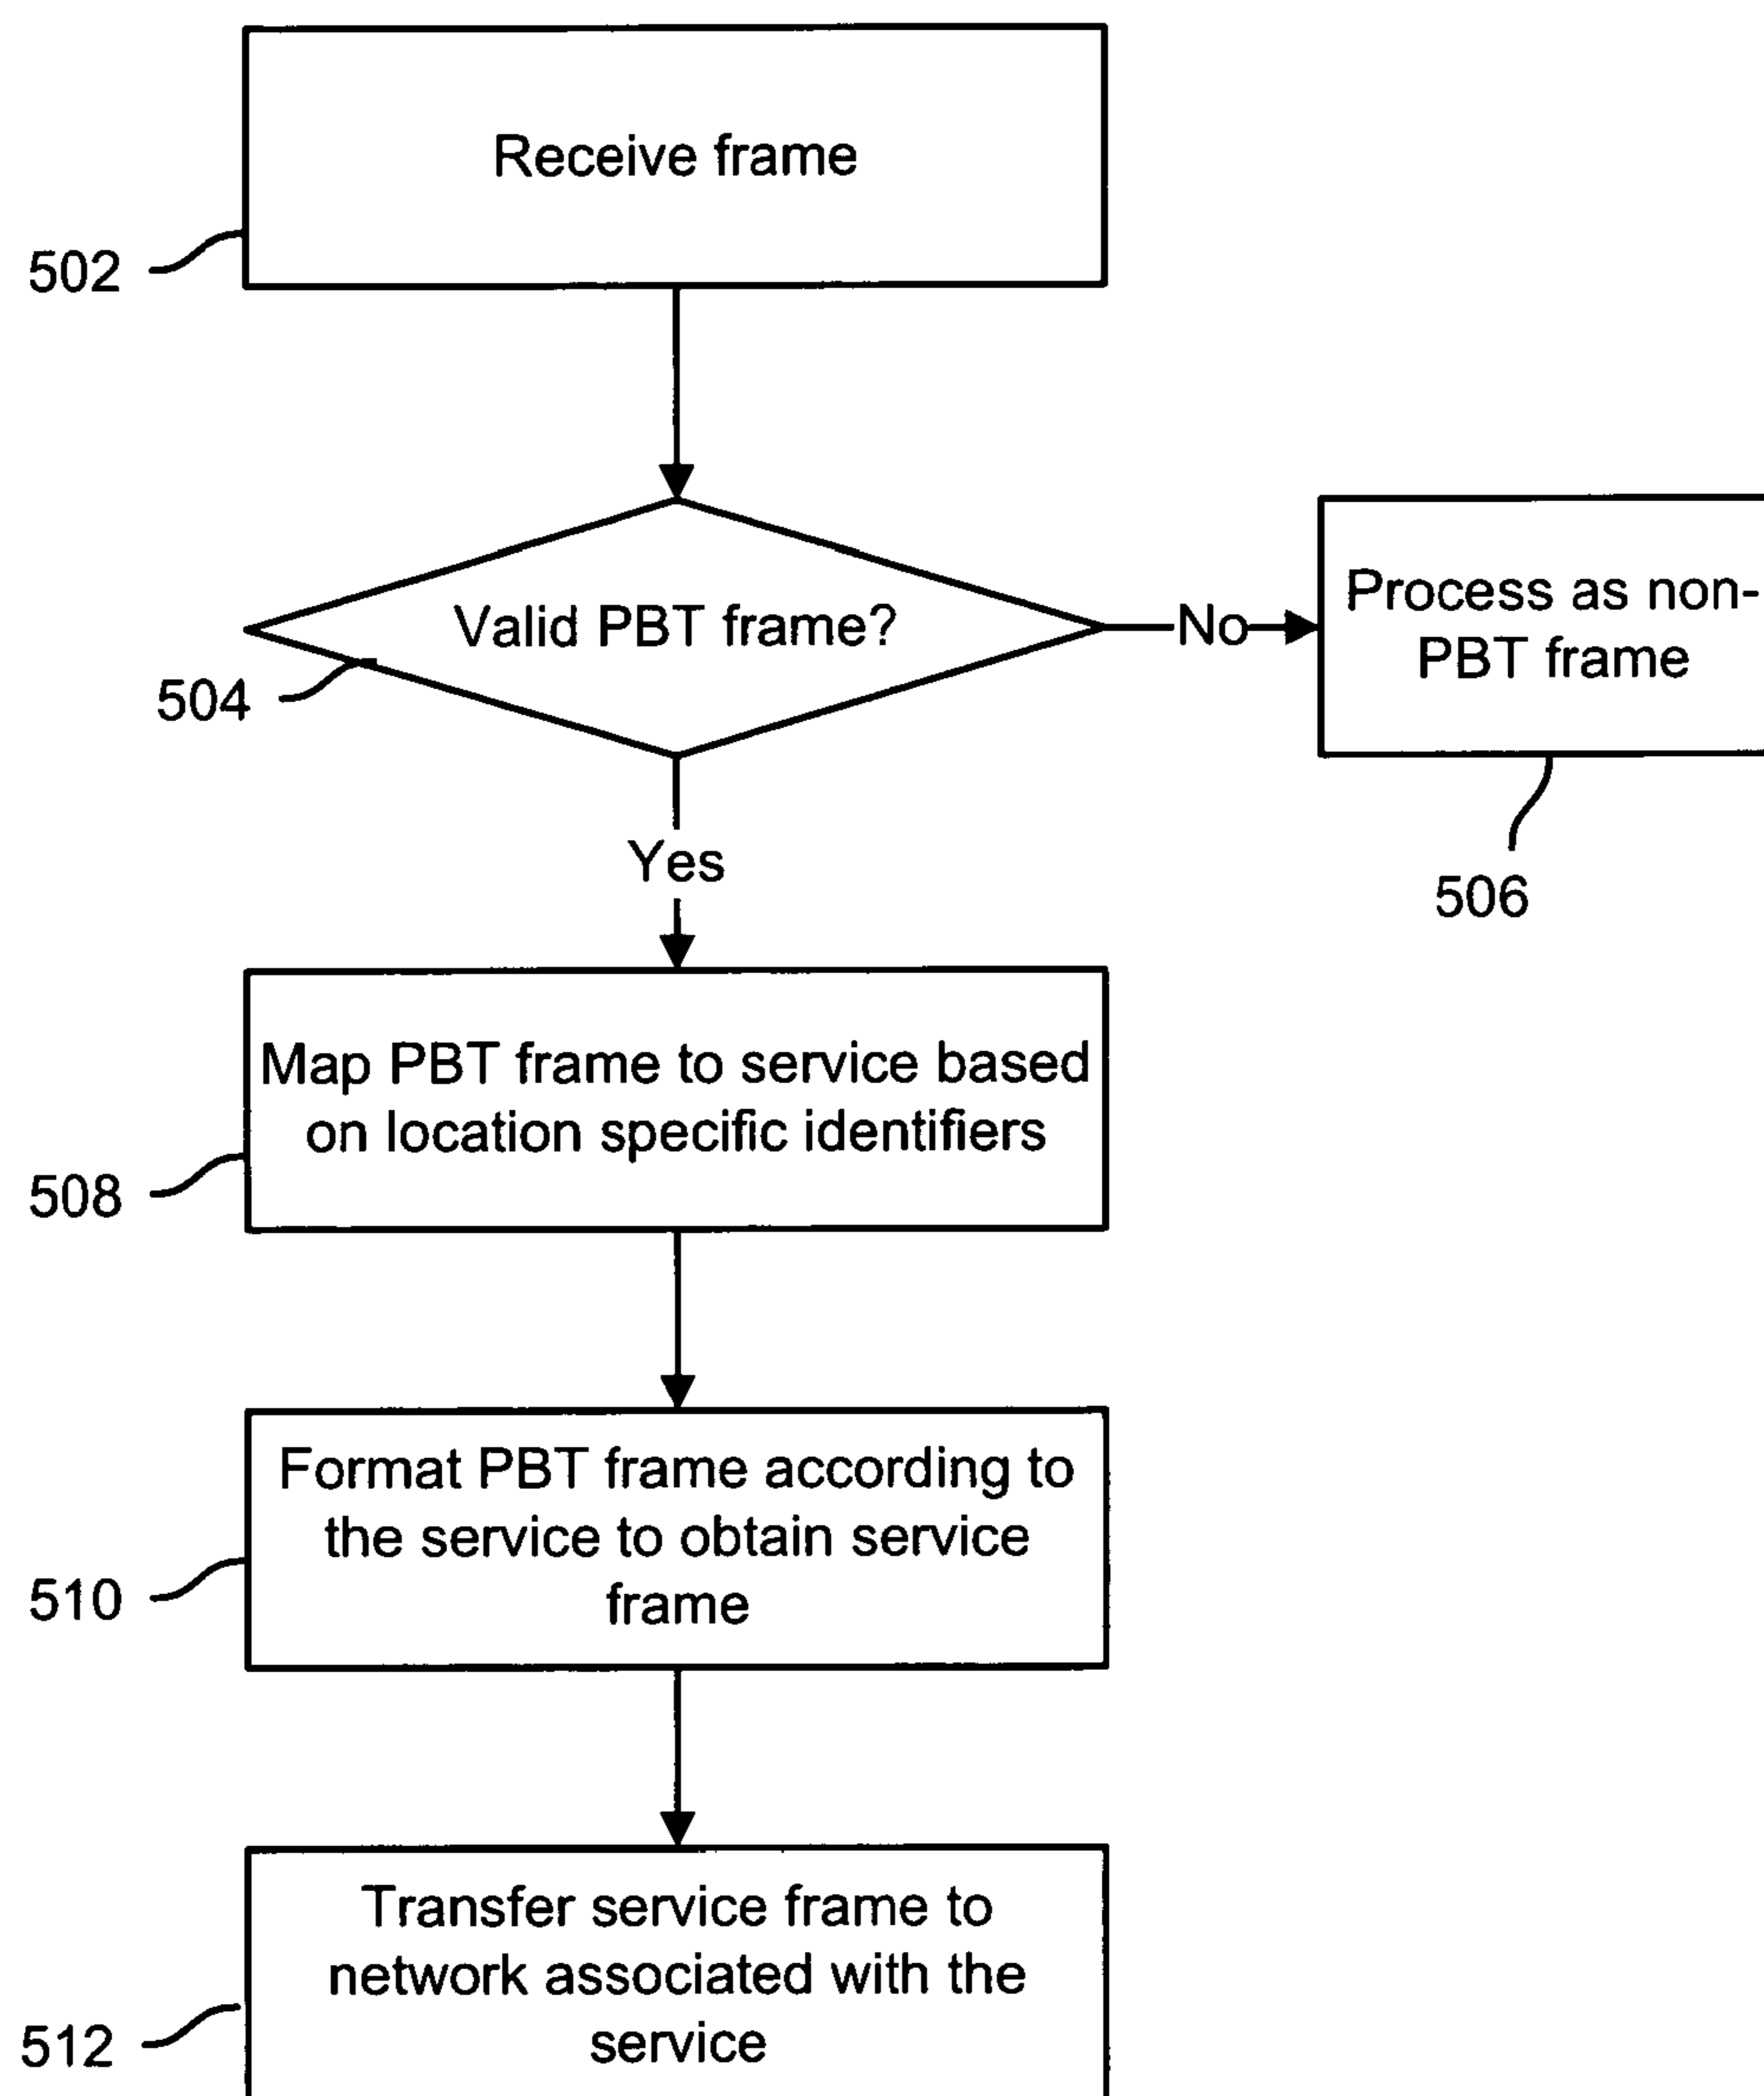 Receive frame
502
Valid PBT frame?
No
Process as non-
PBT frame
504
506
Yes
Map PBT frame to service based
on location specific identifiers
508
Format PBT frame according to
the service to obtain service
frame
510
Transfer service frame to
network associated with the
service
512